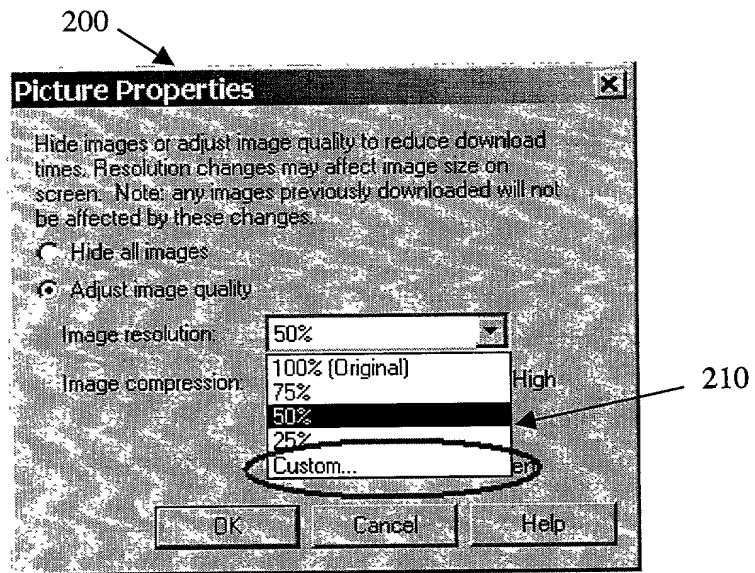 200
Picture Properties
Hide images or adjust image quality to reduce download
times. Resolution changes may affect image size on
screen. Note: any images previously downloaded will not
be affected by these changes.
Hide all images
Adjust image quality
Image resolution: 50%
100% (Original)
Image compression: High
75%
50%
210
25%
Custom...
OK Cancel Help